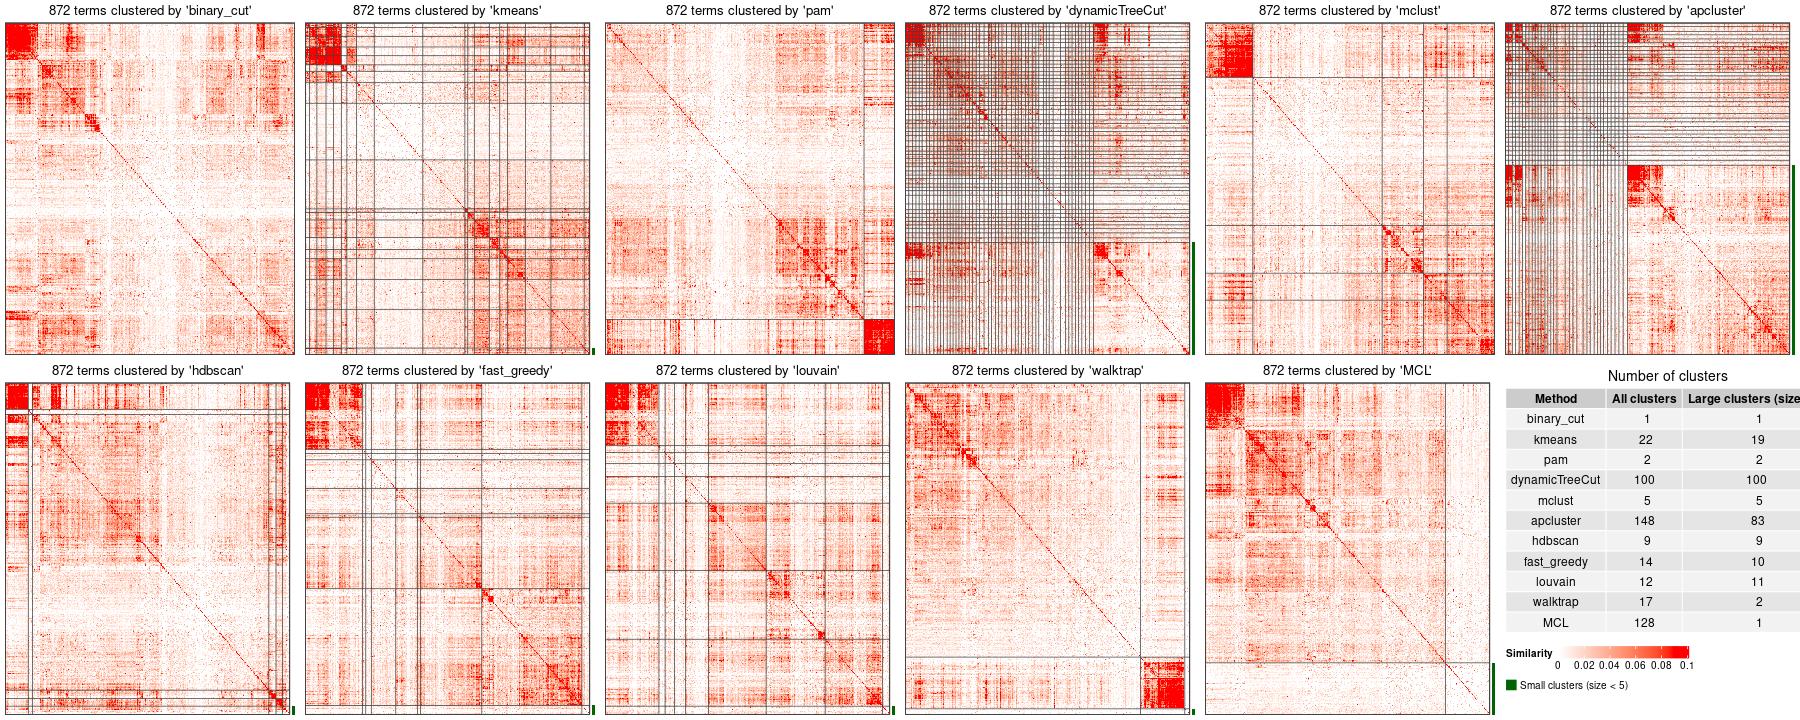 872 terms clustered by 'binary_cut'
872 terms clustered by 'kmeans'
872 terms clustered by 'pam'
872 terms clustered by 'dynamicTreeCut'
872 terms clustered by 'mclust'
872 terms clustered by 'apcluster'
872 terms clustered by 'hdbscan'
872 terms clustered by 'fast_greedy'
872 terms clustered by 'louvain'
872 terms clustered by 'walktrap'
872 terms clustered by 'MCL'
Number of clusters
Method All clusters Large clusters (size
binary_cut 1 1
kmeans 22 19
pam 2 2
dynamicTreeCut 100 100
mclust 5 5
apcluster 148 83
hdbscan 9 9
fast_greedy 14 10
louvain 12 11
walktrap 17 2
MCL 128 1
Similarity
0 0.02 0.04 0.06 0.08 0.1
Small clusters (size < 5)